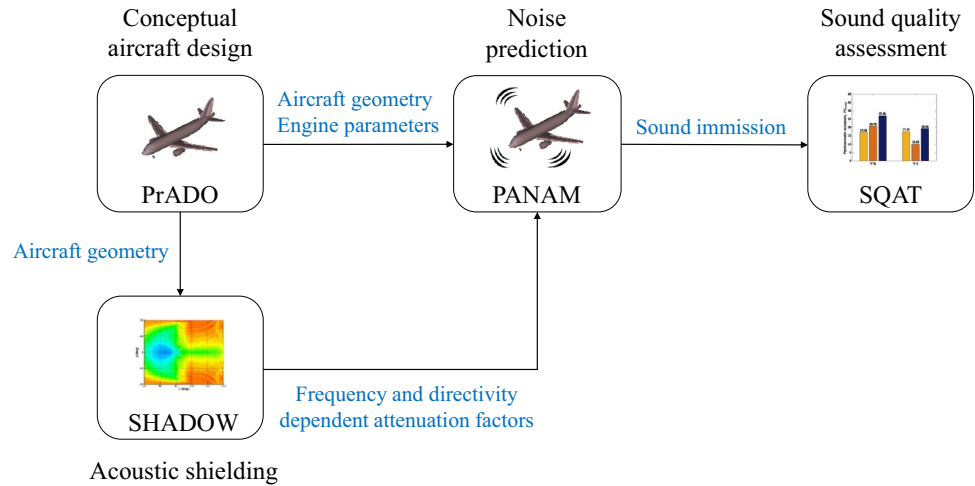 Conceptual
aircraft design
Noise
prediction
Sound quality
assessment
PrADO
Aircraft geometry
Engine parameters
PANAM
Sound immission
SQAT
Aircraft geometry
SHADOW
Frequency and directivity
dependent attenuation factors
Acoustic shielding